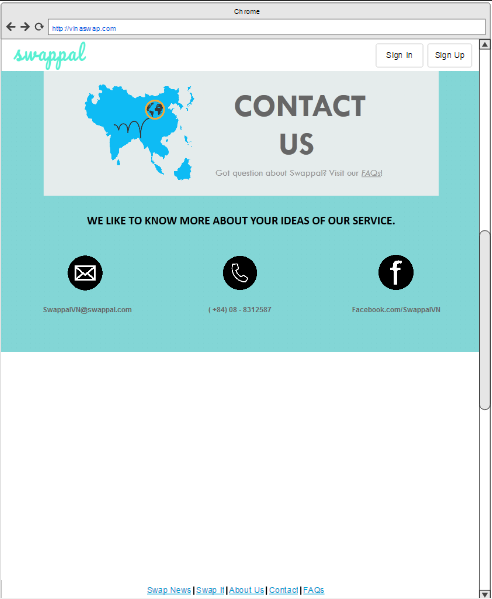 Chrome
http://vinaswap.com
swappal
Sign In
Sign Up
CONTACT
US
Got question about Swappal? Visit our FAQs!
WE LIKE TO KNOW MORE ABOUT YOUR IDEAS OF OUR SERVICE.
SwappalVN@swappal.com
( +84) 08 - 8312587
Facebook.com/SwappalVN
Swap News | Swap It | About Us | Contact | FAQs